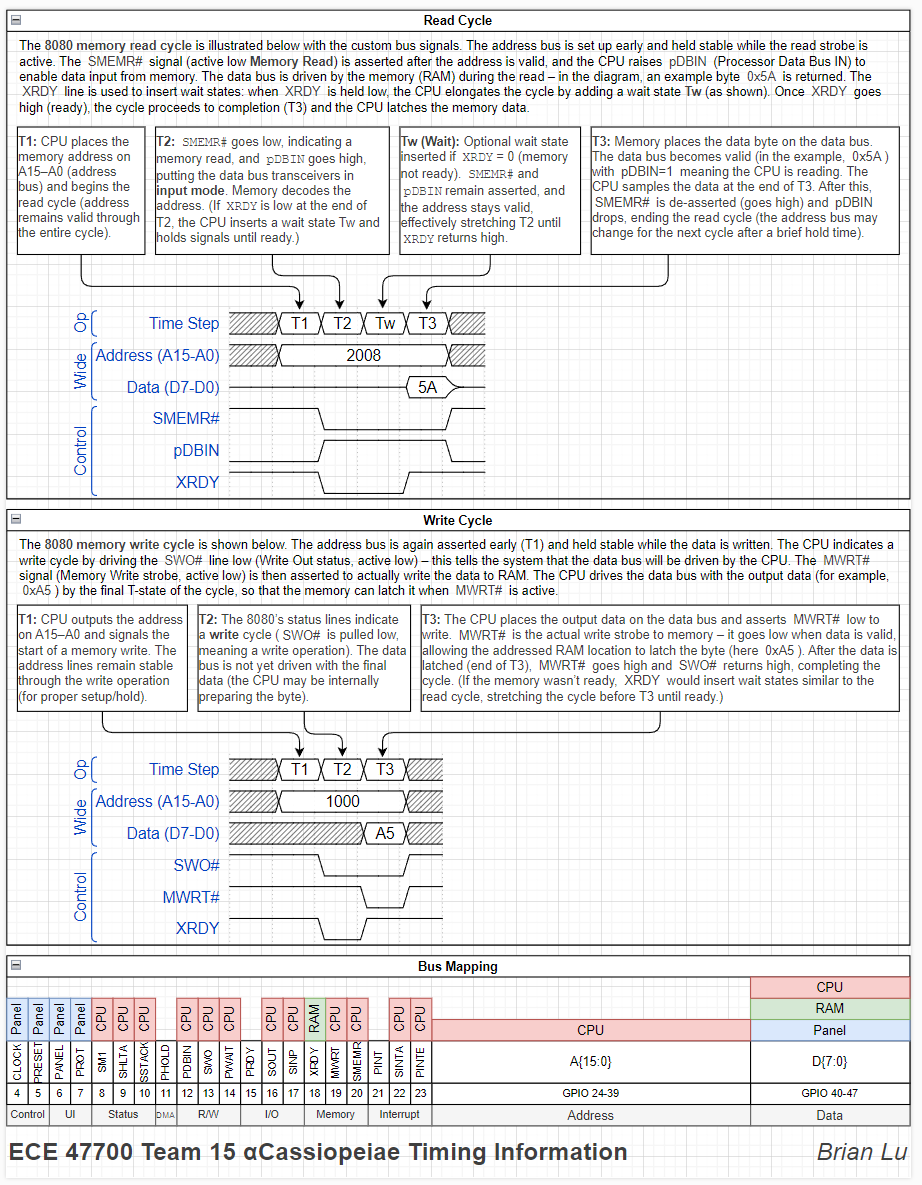 Read Cycle
The 8080 memory read cycle is illustrated below with the custom bus signals. The address bus is set up early and held stable while the read strobe is
active. The SMEMR# signal (active low Memory Read) is asserted after the address is valid, and the CPU raises pDBIN (Processor Data Bus IN) to
enable data input from memory. The data bus is driven by the memory (RAM) during the read – in the diagram, an example byte 0x5A is returned. The
XRDY line is used to insert wait states: when XRDY is held low, the CPU elongates the cycle by adding a wait state Tw (as shown). Once XRDY goes
high (ready), the cycle proceeds to completion (T3) and the CPU latches the memory data.
T1: CPU places the
memory address on
A15–A0 (address
bus) and begins the
read cycle (address
remains valid through
the entire cycle).
T2: SMEMR# goes low, indicating a
memory read, and pDBIN goes high,
putting the data bus transceivers in
input mode. Memory decodes the
address. (If XRDY is low at the end of
T2, the CPU inserts a wait state Tw and
holds signals until ready.)
Tw (Wait): Optional wait state
inserted if XRDY = 0 (memory
not ready). SMEMR# and
pDBIN remain asserted, and
the address stays valid,
effectively stretching T2 until
XRDY returns high.
T3: Memory places the data byte on the data bus.
The data bus becomes valid (in the example, 0x5A )
with pDBIN=1 meaning the CPU is reading. The
CPU samples the data at the end of T3. After this,
SMEMR# is de-asserted (goes high) and pDBIN
drops, ending the read cycle (the address bus may
change for the next cycle after a brief hold time).
Op
Time Step T1 T2 Tw T3
Wide
Address (A15-A0) 2008
Data (D7-D0) 5A
Control
SMEMR#
pDBIN
XRDY
Write Cycle
The 8080 memory write cycle is shown below. The address bus is again asserted early (T1) and held stable while the data is written. The CPU indicates a
write cycle by driving the SWO# line low (Write Out status, active low) – this tells the system that the data bus will be driven by the CPU. The MWRT#
signal (Memory Write strobe, active low) is then asserted to actually write the data to RAM. The CPU drives the data bus with the output data (for example,
0xA5 ) by the final T-state of the cycle, so that the memory can latch it when MWRT# is active.
T1: CPU outputs the address
on A15–A0 and signals the
start of a memory write. The
address lines remain stable
through the write operation
(for proper setup/hold).
T2: The 8080's status lines indicate
a write cycle ( SWO# is pulled low,
meaning a write operation). The data
bus is not yet driven with the final
data (the CPU may be internally
preparing the byte).
T3: The CPU places the output data on the data bus and asserts MWRT# low to
write. MWRT# is the actual write strobe to memory – it goes low when data is valid,
allowing the addressed RAM location to latch the byte (here 0xA5 ). After the data is
latched (end of T3), MWRT# goes high and SWO# returns high, completing the
cycle. (If the memory wasn't ready, XRDY would insert wait states similar to the
read cycle, stretching the cycle before T3 until ready.)
Op
Time Step T1 T2 T3
Wide
Address (A15-A0) 1000
Data (D7-D0) A5
Control
SWO#
MWRT#
XRDY
Bus Mapping
CPU
RAM
Panel Panel Panel Panel CPU CPU CPU CPU CPU CPU CPU CPU RAM CPU CPU CPU CPU CPU Panel
CLOCK PRESET PANEL PROT SM1 SHLTA SSTACK PHOLD PDBIN SWO PWAIT PRDY SOUT SINP XRDY MWRT SMEMR PINT SINTA PINTE A{15:0} D{7:0}
4 5 6 7 8 9 10 11 12 13 14 15 16 17 18 19 20 21 22 23 GPIO 24-39 GPIO 40-47
Control UI Status DMA R/W I/O Memory Interrupt Address Data
ECE 47700 Team 15 αCassiopeiae Timing Information Brian Lu